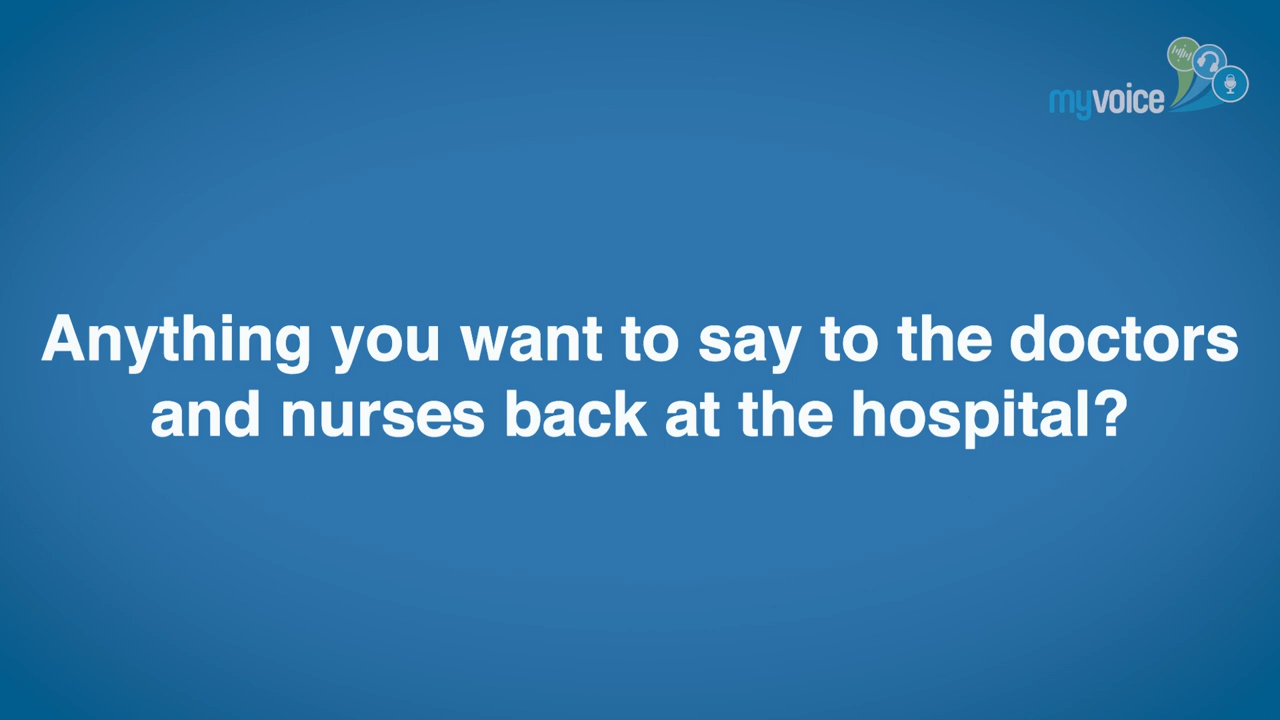 myvoice
Anything you want to say to the doctors
and nurses back at the hospital?